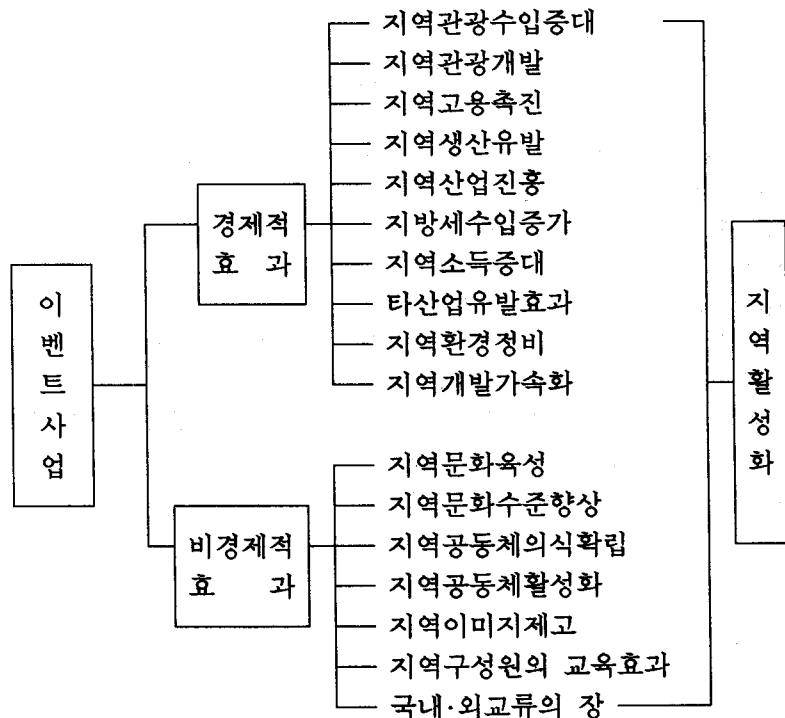 이벤트사업
경제적
효 과
지역관광수입증대
지역관광개발
지역고용촉진
지역생산유발
지역산업진흥
지방세수입증가
지역소득증대
타산업유발효과
지역환경정비
지역개발가속화
비경제적
효 과
지역문화육성
지역문화수준향상
지역공동체의식확립
지역공동체활성화
지역이미지제고
지역구성원의 교육효과
국내·외교류의 장
지역활성화